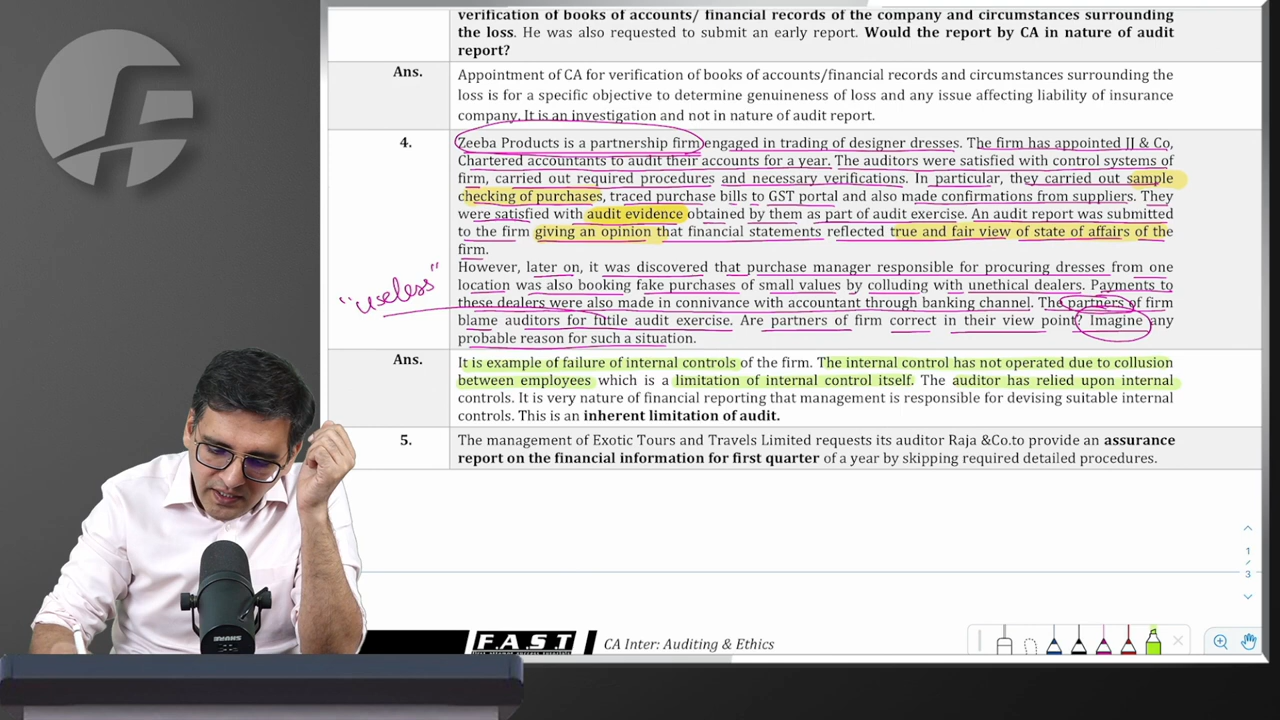 verification of books of accounts/ financial records of the company and circumstances surrounding
the loss. He was also requested to submit an early report. Would the report by CA in nature of audit
report?
Ans.
Appointment of CA for verification of books of accounts/financial records and circumstances surrounding
the loss is for a specific objective to determine genuineness of loss and any issue affecting liability of insurance
company. It is an investigation and not in nature of audit report.
4.
Zeeba Products is a partnership firm engaged in trading of designer dresses. The firm has appointed JJ & Co,
Chartered accountants to audit their accounts for a year. The auditors were satisfied with control systems of
firm, carried out required procedures and necessary verifications. In particular, they carried out sample
checking of purchases, traced purchase bills to GST portal and also made confirmations from suppliers. They
were satisfied with audit evidence obtained by them as part of audit exercise. An audit report was submitted
to the firm giving an opinion that financial statements reflected true and fair view of state of affairs of the
firm.
However, later on, it was discovered that purchase manager responsible for procuring dresses from one
location was also booking fake purchases of small values by colluding with unethical dealers. Payments to
these dealers were also made in connivance with accountant through banking channel. The partners of firm
blame auditors for futile audit exercise. Are partners of firm correct in their view point? Imagine any
probable reason for such a situation.
"useless"
Ans.
It is example of failure of internal controls of the firm. The internal control has not operated due to collusion
between employees which is a limitation of internal control itself. The auditor has relied upon internal
controls. It is very nature of financial reporting that management is responsible for devising suitable internal
controls. This is an inherent limitation of audit.
5.
The management of Exotic Tours and Travels Limited requests its auditor Raja &Co.to provide an assurance
report on the financial information for first quarter of a year by skipping required detailed procedures.
1
/
3
F.A.S.T
CA Inter: Auditing & Ethics
SHURE